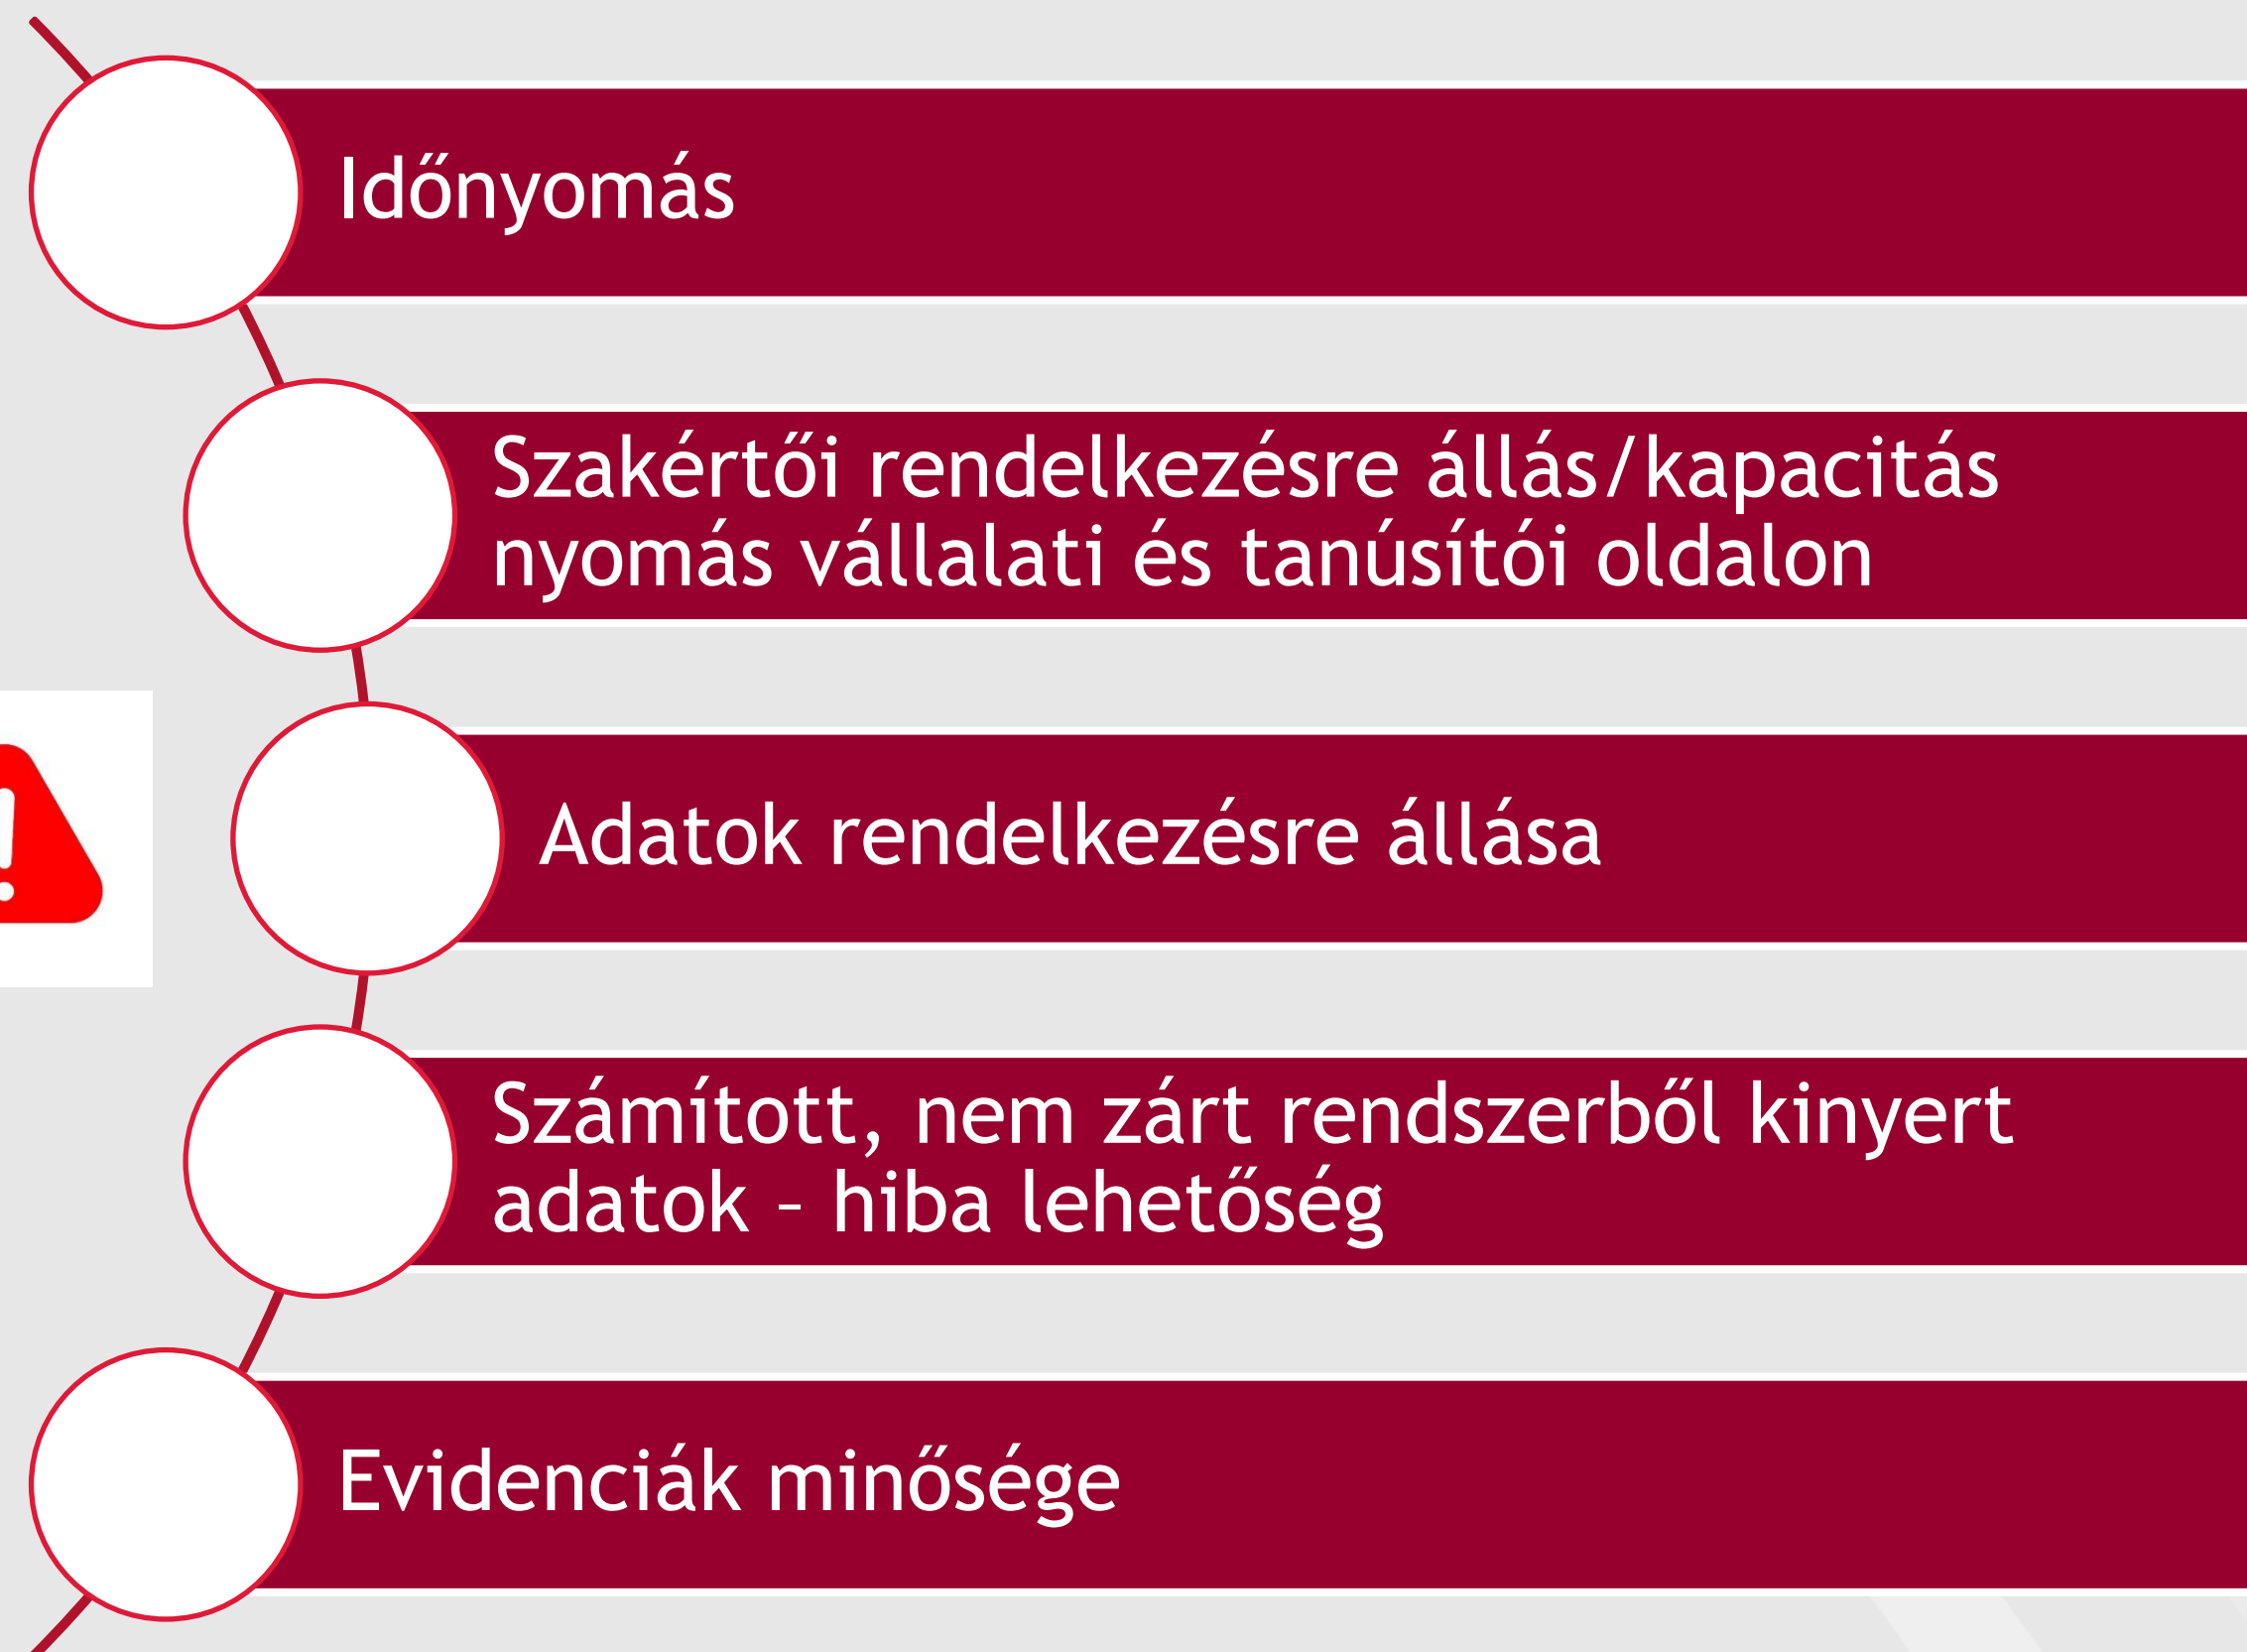 Időnyomás
Szakértői rendelkezésre állás/kapacitás
nyomás vállalati és tanúsítói oldalon
Adatok rendelkezésre állása
Számított, nem zárt rendszerből kinyert
adatok - hiba lehetőség
Evidenciák minősége